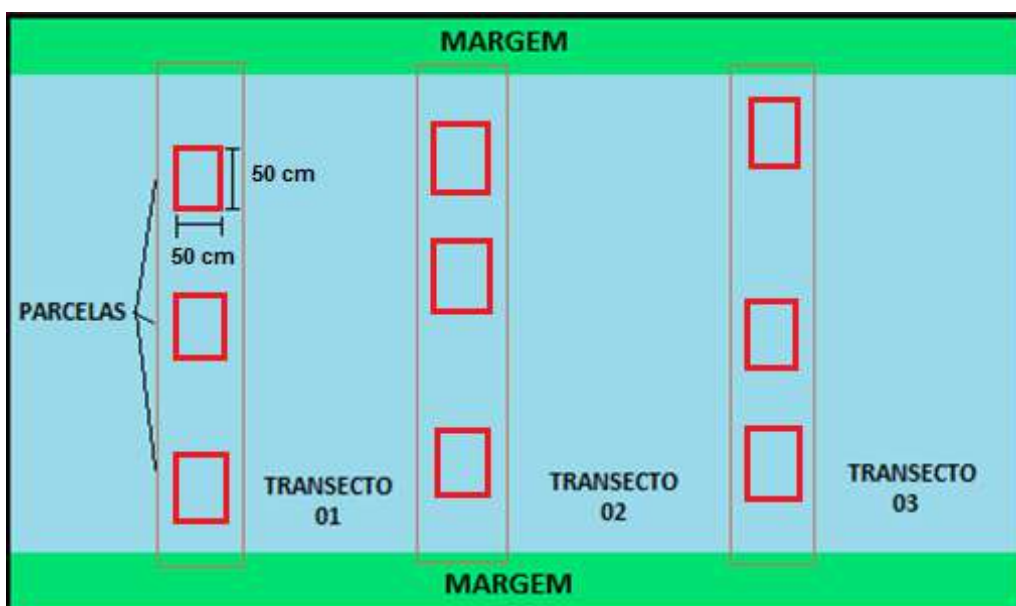 MARGEM
50 cm
50 cm
PARCELAS
TRANSECTO
01
TRANSECTO
02
TRANSECTO
03
MARGEM